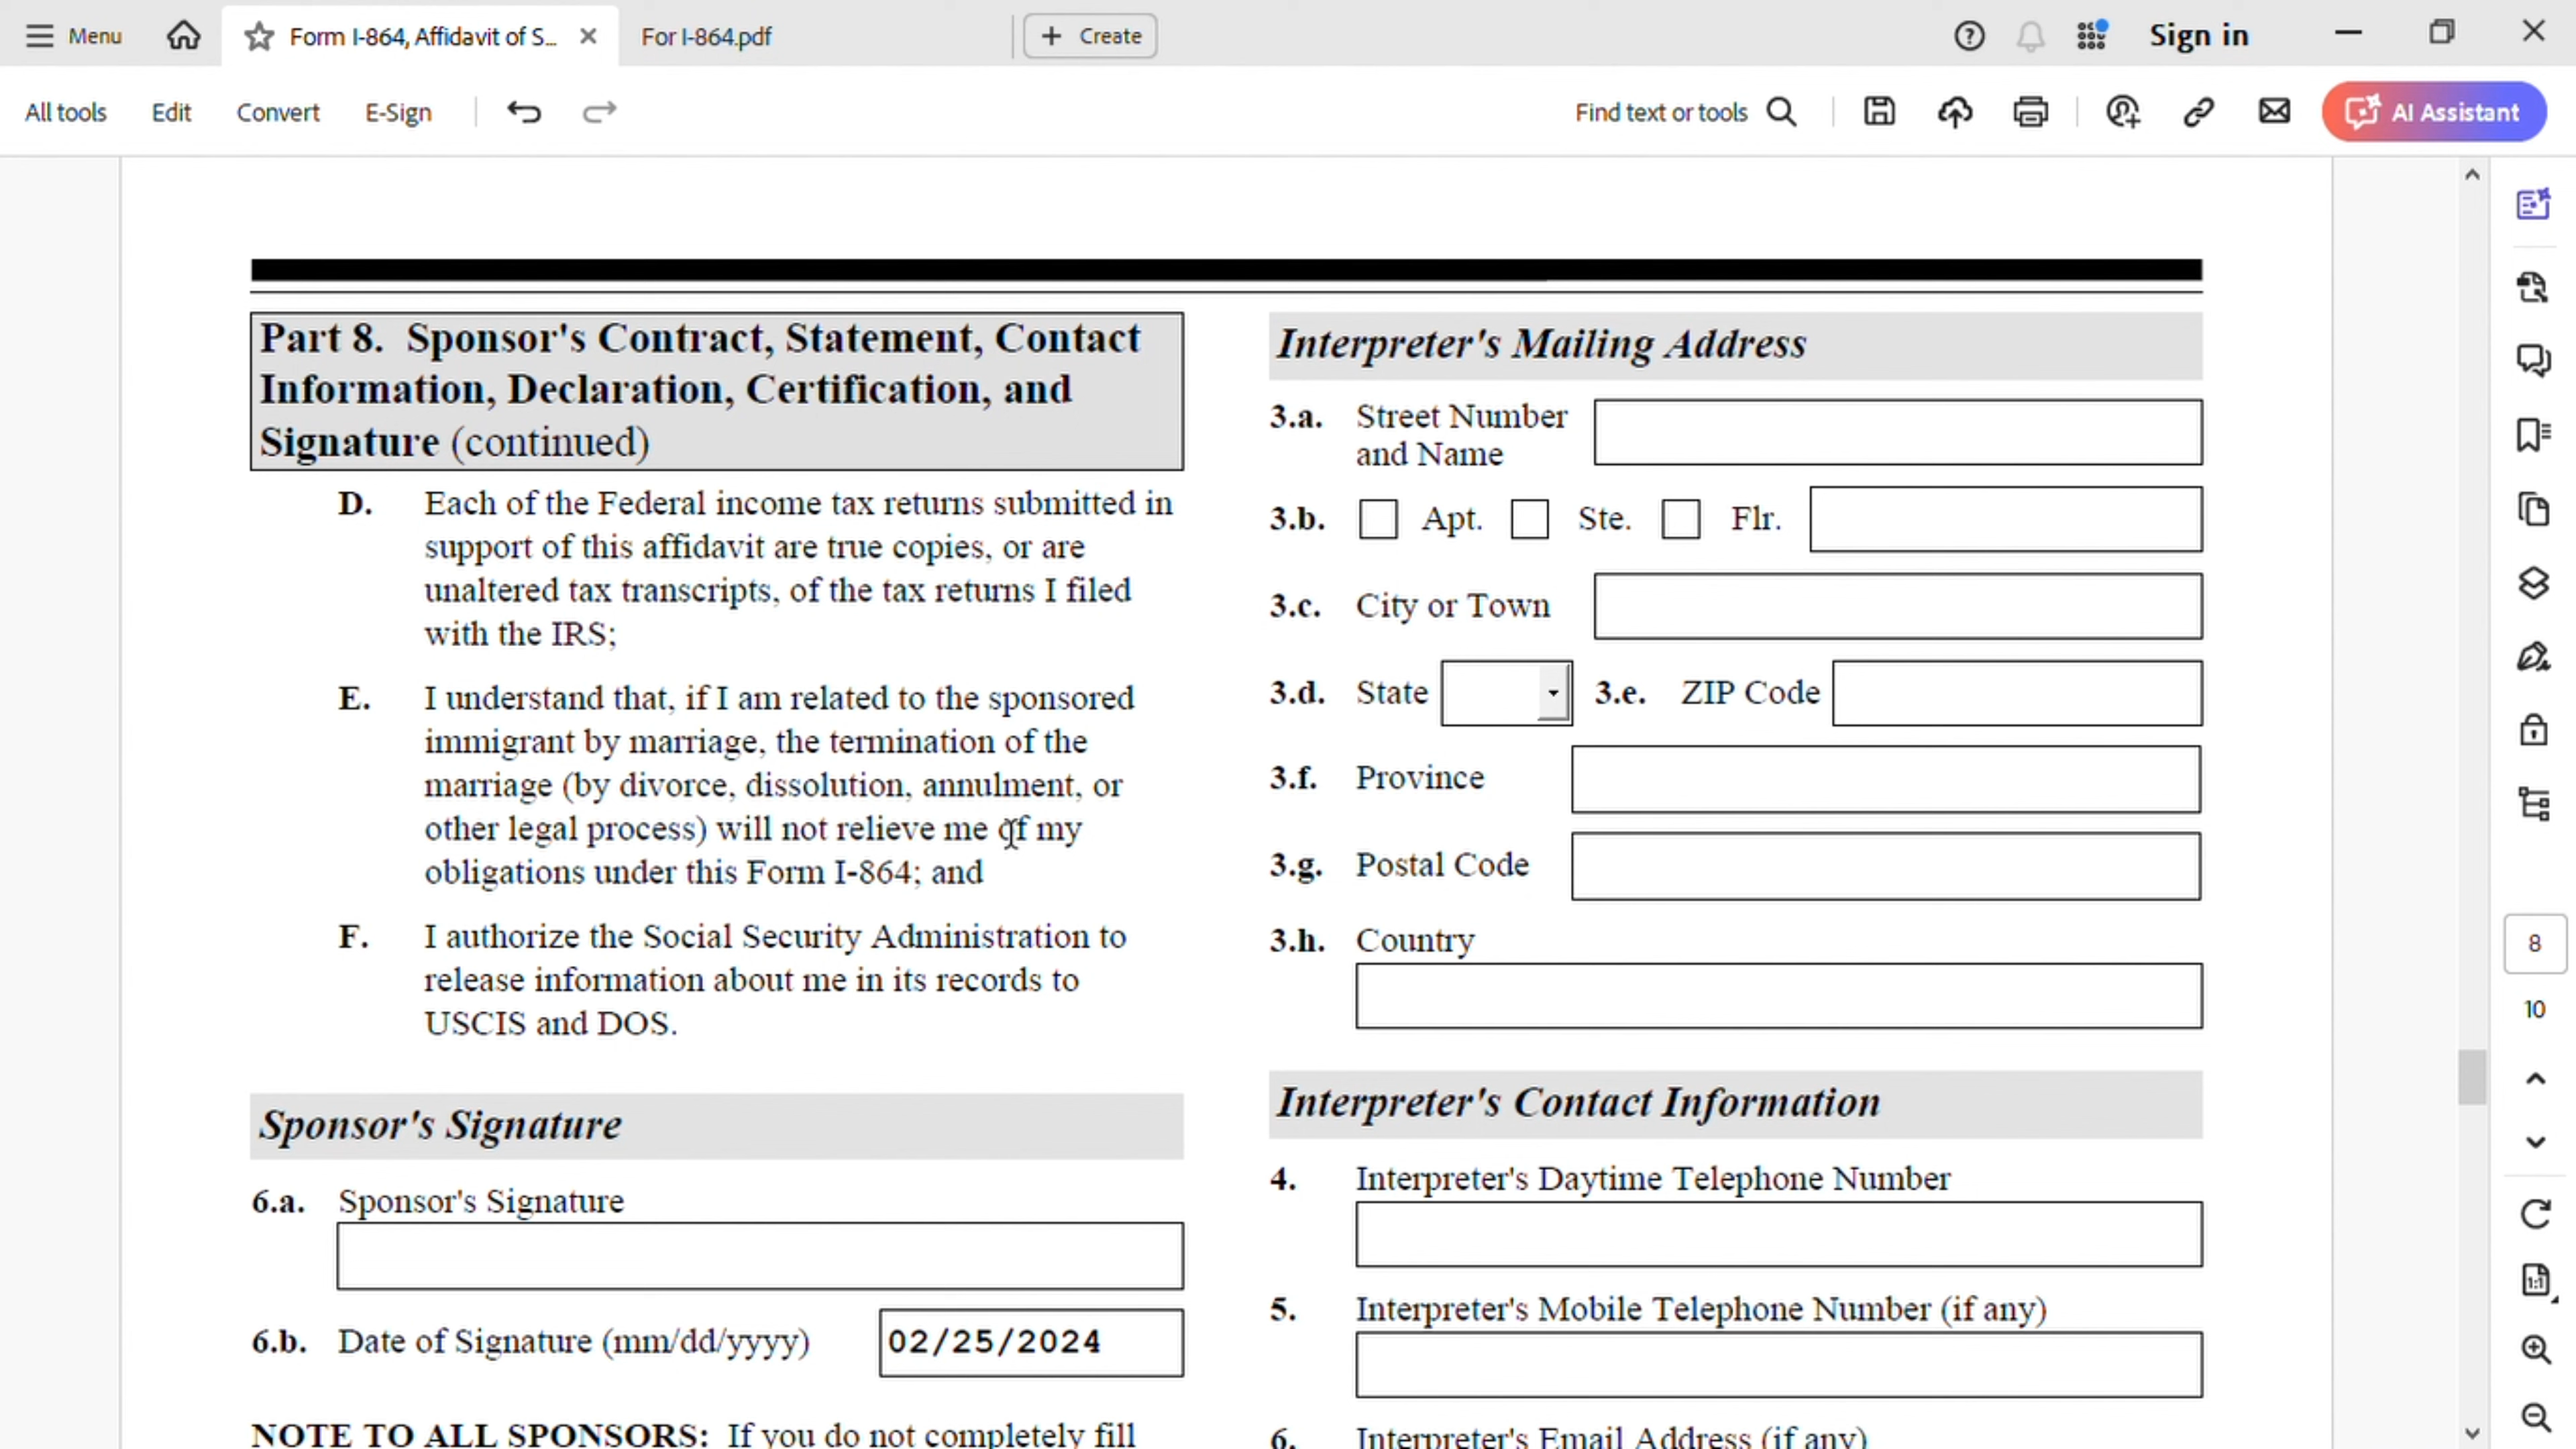 Menu
Form I-864, Affidavit of S...
For I-864.pdf
Create
Sign in
All tools
Edit
Convert
E-Sign
Find text or tools
AI Assistant
Part 8. Sponsor's Contract, Statement, Contact
Information, Declaration, Certification, and
Signature (continued)
D. Each of the Federal income tax returns submitted in
support of this affidavit are true copies, or are
unaltered tax transcripts, of the tax returns I filed
with the IRS;
E. I understand that, if I am related to the sponsored
immigrant by marriage, the termination of the
marriage (by divorce, dissolution, annulment, or
other legal process) will not relieve me of my
obligations under this Form I-864; and
F. I authorize the Social Security Administration to
release information about me in its records to
USCIS and DOS.
Sponsor's Signature
6.a. Sponsor's Signature
6.b. Date of Signature (mm/dd/yyyy) 02/25/2024
NOTE TO ALL SPONSORS: If you do not completely fill
Interpreter's Mailing Address
3.a. Street Number
and Name
3.b. Apt. Ste. Flr.
3.c. City or Town
3.d. State 3.e. ZIP Code
3.f. Province
3.g. Postal Code
3.h. Country
Interpreter's Contact Information
4. Interpreter's Daytime Telephone Number
5. Interpreter's Mobile Telephone Number (if any)
6. Interpreter's Email Address (if any)
8
10
1:1